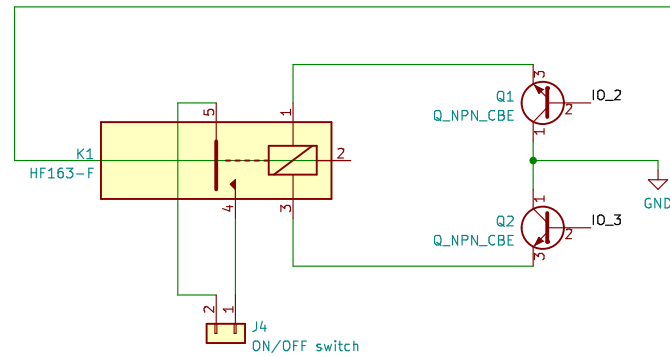 3
Q1
IO_2
Q_NPN_CBE
2
1
5
1
K1
HF163-F
2
GND
4
3
1
Q2
IO_3
Q_NPN_CBE
2
3
2
1
J4
ON/OFF switch